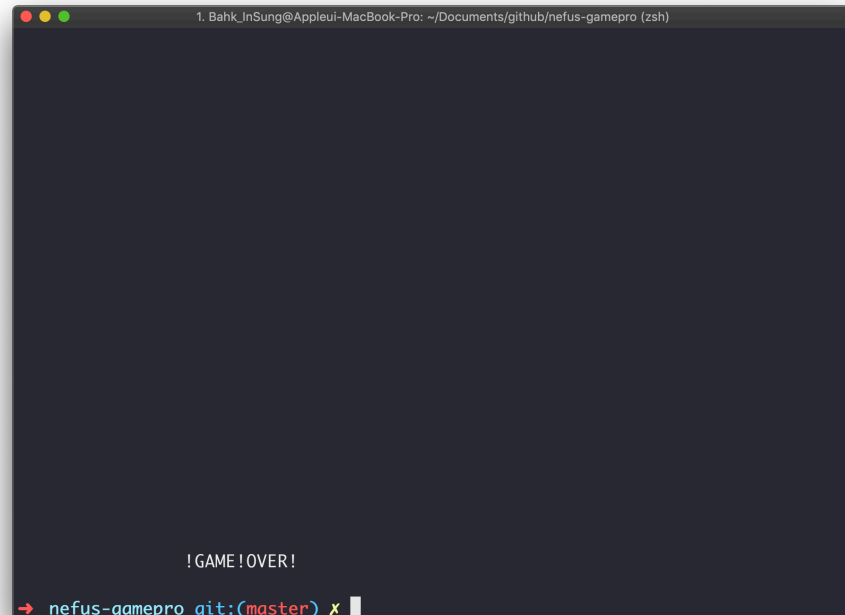 1. Bahk_InSung@Appleui-MacBook-Pro: ~/Documents/github/nefus-gamepro (zsh)
!GAME!OVER!
➜ nefus-gamepro git:(master) ✗